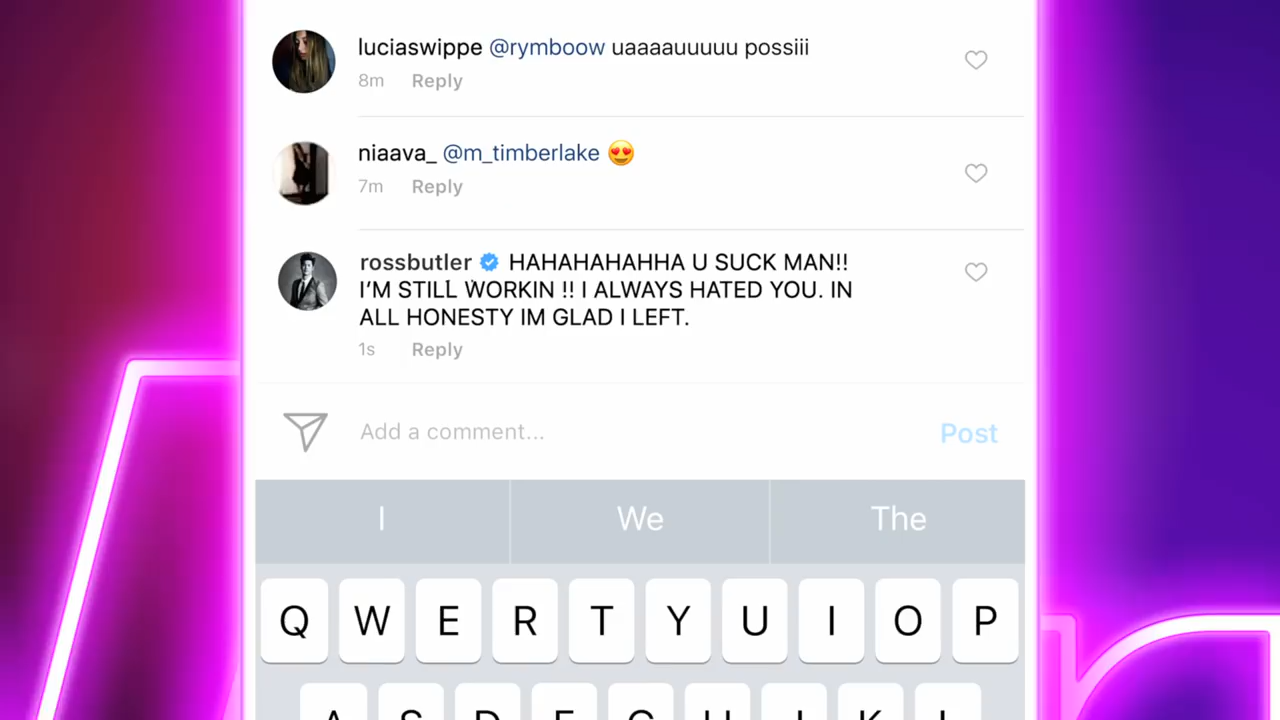 luciaswippe @rymboow uaaaauuuuu possiii
8m Reply
niaava_ @m_timberlake 😍
7m Reply
rossbutler HAHAHAHAHHA U SUCK MAN!!
I'M STILL WORKIN !! I ALWAYS HATED YOU. IN
ALL HONESTY IM GLAD I LEFT.
1s Reply
Add a comment... Post
I We The
Q W E R T Y U I O P
A S D F G H J K L